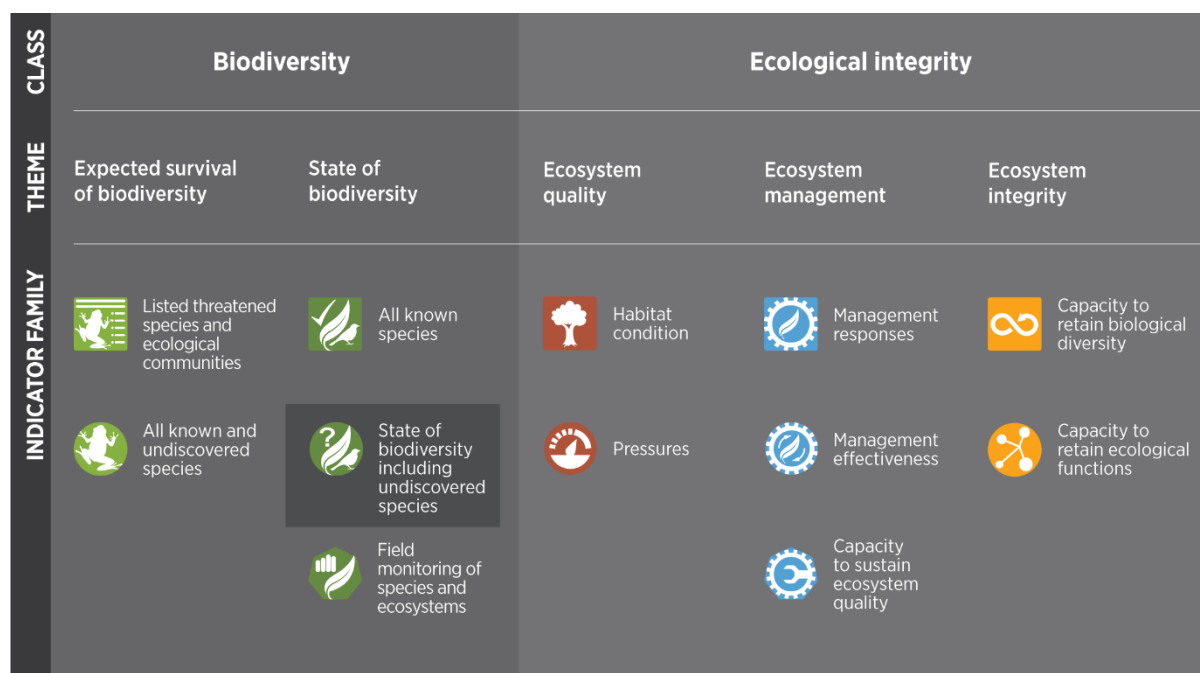 CLASS
Biodiversity
Ecological integrity
THEME
Expected survival
of biodiversity
State of
biodiversity
Ecosystem
quality
Ecosystem
management
Ecosystem
integrity
INDICATOR FAMILY
Listed threatened
species and
ecological
communities
All known
species
Habitat
condition
Management
responses
Capacity to
retain biological
diversity
All known and
undiscovered
species
?
State of
biodiversity
including
undiscovered
species
Pressures
Management
effectiveness
Capacity to
retain ecological
functions
Field
monitoring of
species and
ecosystems
Capacity
to sustain
ecosystem
quality